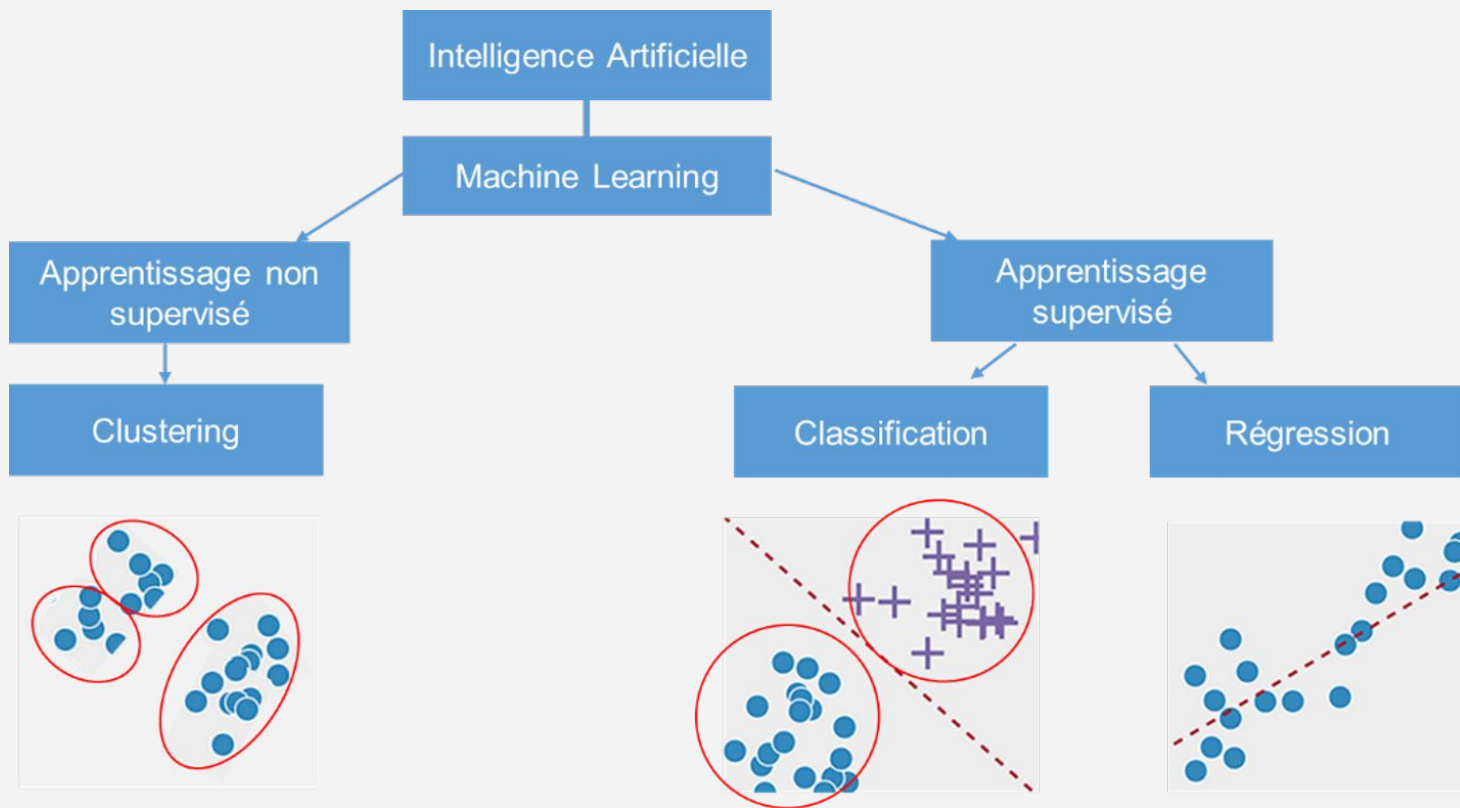 Intelligence Artificielle
Machine Learning
Apprentissage non
supervisé
Apprentissage
supervisé
Clustering
Classification
Régression